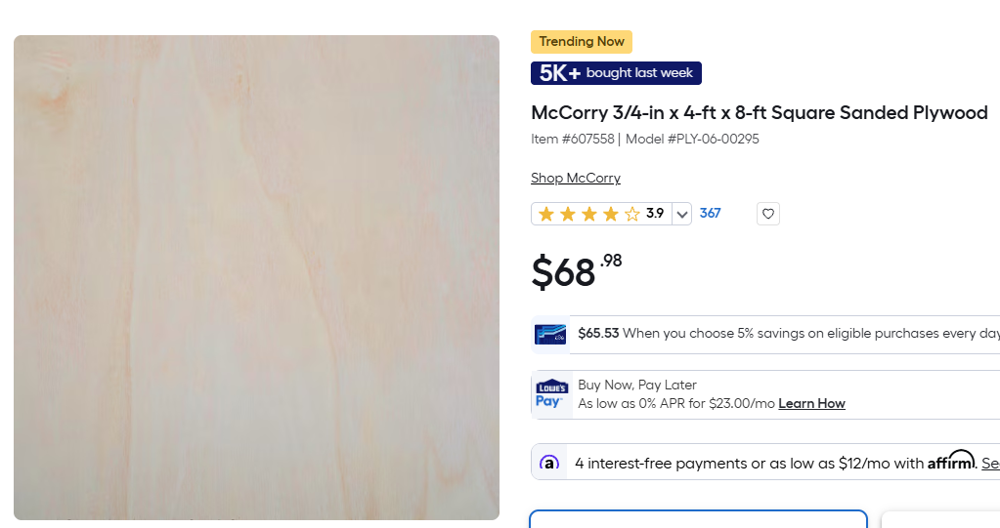 Trending Now
5K+ bought last week
McCorry 3/4-in x 4-ft x 8-ft Square Sanded Plywood
Item #607558 | Model #PLY-06-00295
Shop McCorry
3.9 367
$68.98
$65.53 When you choose 5% savings on eligible purchases every day
LOWE'S Pay
Buy Now, Pay Later
As low as 0% APR for $23.00/mo Learn How
a 4 interest-free payments or as low as $12/mo with affirm. Se